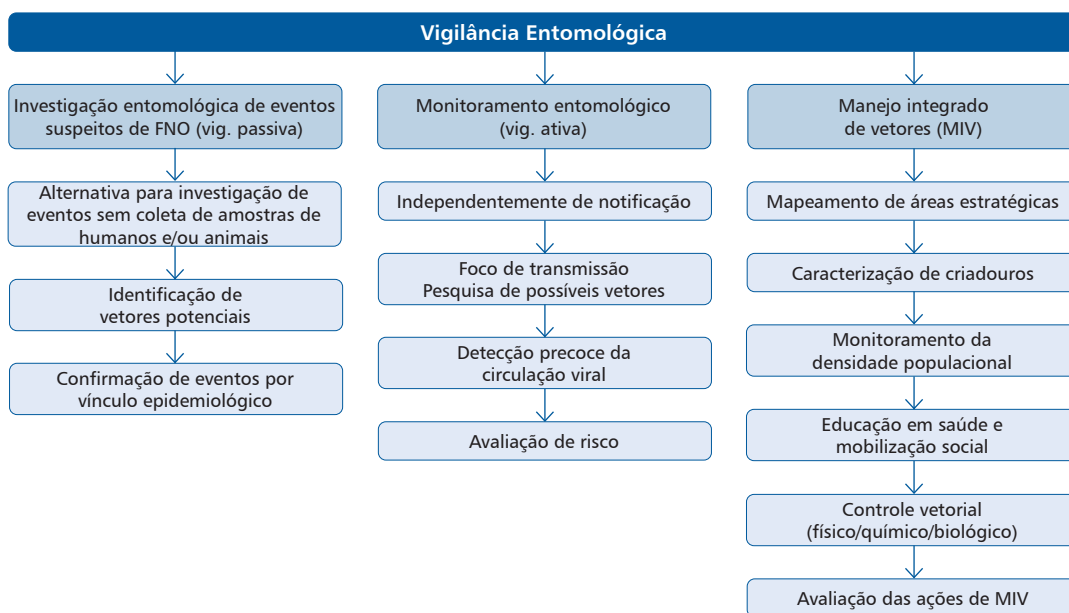 Vigilância Entomológica
Investigação entomológica de eventos
suspeitos de FNO (vig. passiva)
Alternativa para investigação de
eventos sem coleta de amostras de
humanos e/ou animais
Identificação de
vetores potenciais
Confirmação de eventos por
vínculo epidemiológico
Monitoramento entomológico
(vig. ativa)
Independentemente de notificação
Foco de transmissão
Pesquisa de possíveis vetores
Detecção precoce da
circulação viral
Avaliação de risco
Manejo integrado
de vetores (MIV)
Mapeamento de áreas estratégicas
Caracterização de criadouros
Monitoramento da
densidade populacional
Educação em saúde e
mobilização social
Controle vetorial
(físico/químico/biológico)
Avaliação das ações de MIV